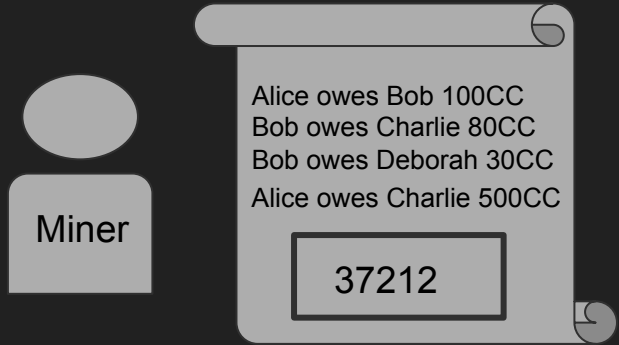 Miner
Alice owes Bob 100CC
Bob owes Charlie 80CC
Bob owes Deborah 30CC
Alice owes Charlie 500CC
37212